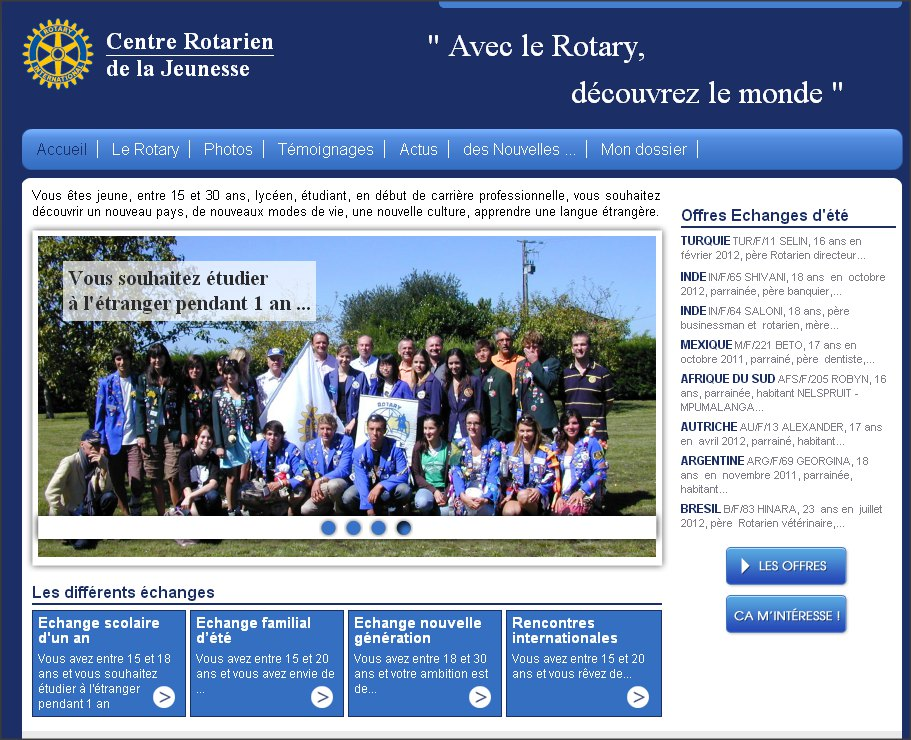 ROTARY
INTERNATIONAL
Centre Rotarien
de la Jeunesse
" Avec le Rotary,
découvrez le monde "
Accueil
Le Rotary
Photos
Témoignages
Actus
des Nouvelles ...
Mon dossier
Vous êtes jeune, entre 15 et 30 ans, lycéen, étudiant, en début de carrière professionnelle, vous souhaitez
découvrir un nouveau pays, de nouveaux modes de vie, une nouvelle culture, apprendre une langue étrangère.
Vous souhaitez étudier
à l'étranger pendant 1 an ...
ROTARY
Les différents échanges
Echange scolaire
d'un an
Vous avez entre 15 et 18
ans et vous souhaitez
étudier à l'étranger
pendant 1 an
>
Echange familial
d'été
Vous avez entre 15 et 20
ans et vous avez envie de
...
>
Echange nouvelle
génération
Vous avez entre 18 et 30
ans et votre ambition est
de...
>
Rencontres
internationales
Vous avez entre 15 et 20
ans et vous rêvez de...
>
Offres Echanges d'été
TURQUIE TUR/F/11 SELIN, 16 ans en
février 2012, père Rotarien directeur...
INDE IN/F/65 SHIVANI, 18 ans en octobre
2012, parrainée, père banquier,...
INDE IN/F/64 SALONI, 18 ans, père
businessman et rotarien, mère...
MEXIQUE M/F/221 BETO, 17 ans en
octobre 2011, parrainé, père dentiste,...
AFRIQUE DU SUD AFS/F/205 ROBYN, 16
ans, parrainée, habitant NELSPRUIT -
MPUMALANGA...
AUTRICHE AU/F/13 ALEXANDER, 17 ans
en avril 2012, parrainé, habitant...
ARGENTINE ARG/F/69 GEORGINA, 18
ans en novembre 2011, parrainée,
habitant...
BRESIL B/F/83 HINARA, 23 ans en juillet
2012, père Rotarien vétérinaire,...
LES OFFRES
CA M'INTÉRESSE !